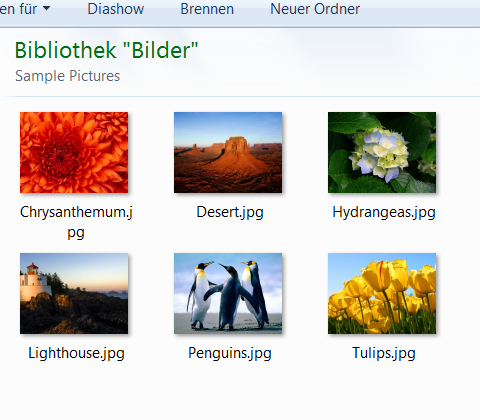 en für Diashow Brennen Neuer Ordner
Bibliothek "Bilder"
Sample Pictures
Chrysanthemum.j
pg
Desert.jpg
Hydrangeas.jpg
Lighthouse.jpg
Penguins.jpg
Tulips.jpg